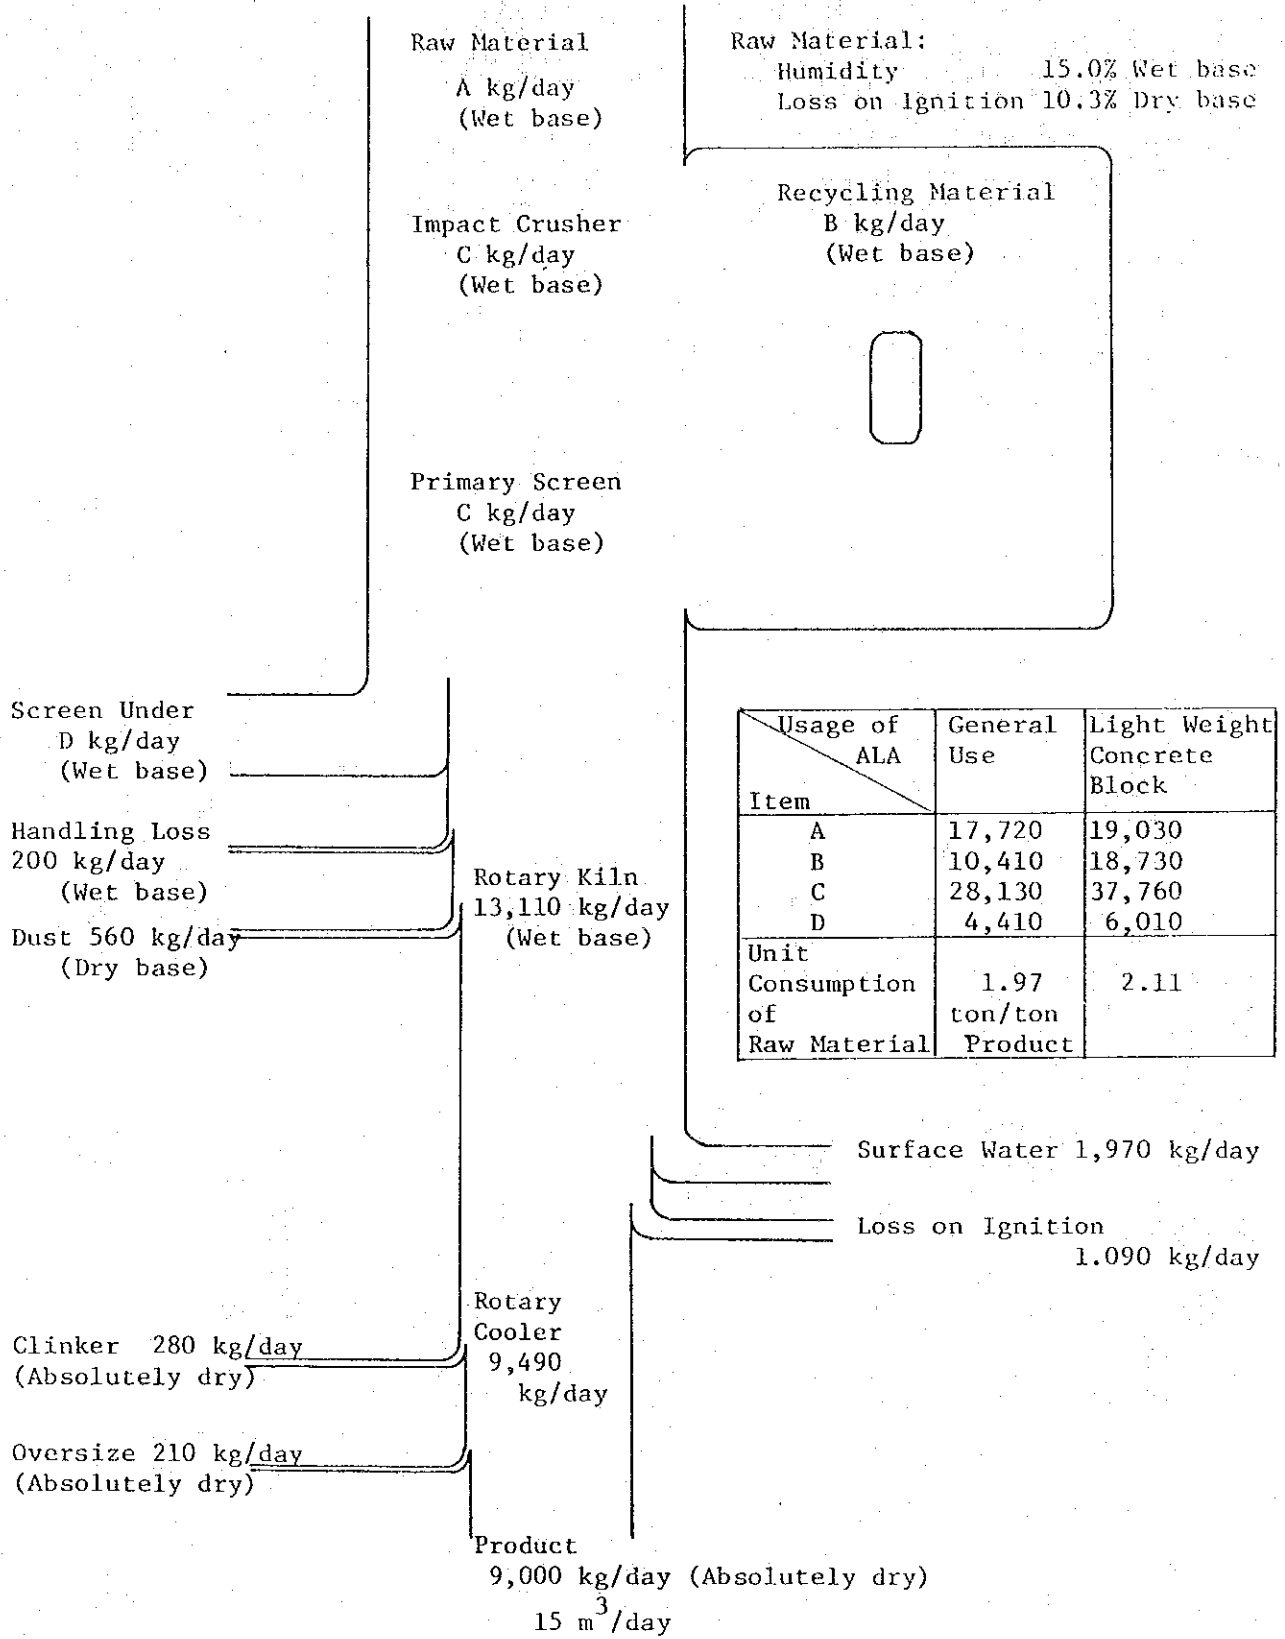 Raw Material
A kg/day
(Wet base)
Raw Material:
Humidity 15.0% Wet base
Loss on Ignition 10.3% Dry base
Recycling Material
B kg/day
(Wet base)
Impact Crusher
C kg/day
(Wet base)
Primary Screen
C kg/day
(Wet base)
Screen Under
D kg/day
(Wet base)
Handling Loss
200 kg/day
(Wet base)
Dust 560 kg/day
(Dry base)
Rotary Kiln
13,110 kg/day
(Wet base)
Usage of ALA
Item
General Use
Light Weight Concrete Block
A 17,720 19,030
B 10,410 18,730
C 28,130 37,760
D 4,410 6,010
Unit
Consumption 1.97 2.11
of ton/ton
Raw Material Product
Surface Water 1,970 kg/day
Loss on Ignition
1.090 kg/day
Rotary
Cooler
9,490
kg/day
Clinker 280 kg/day
(Absolutely dry)
Oversize 210 kg/day
(Absolutely dry)
Product
9,000 kg/day (Absolutely dry)
15 m³/day